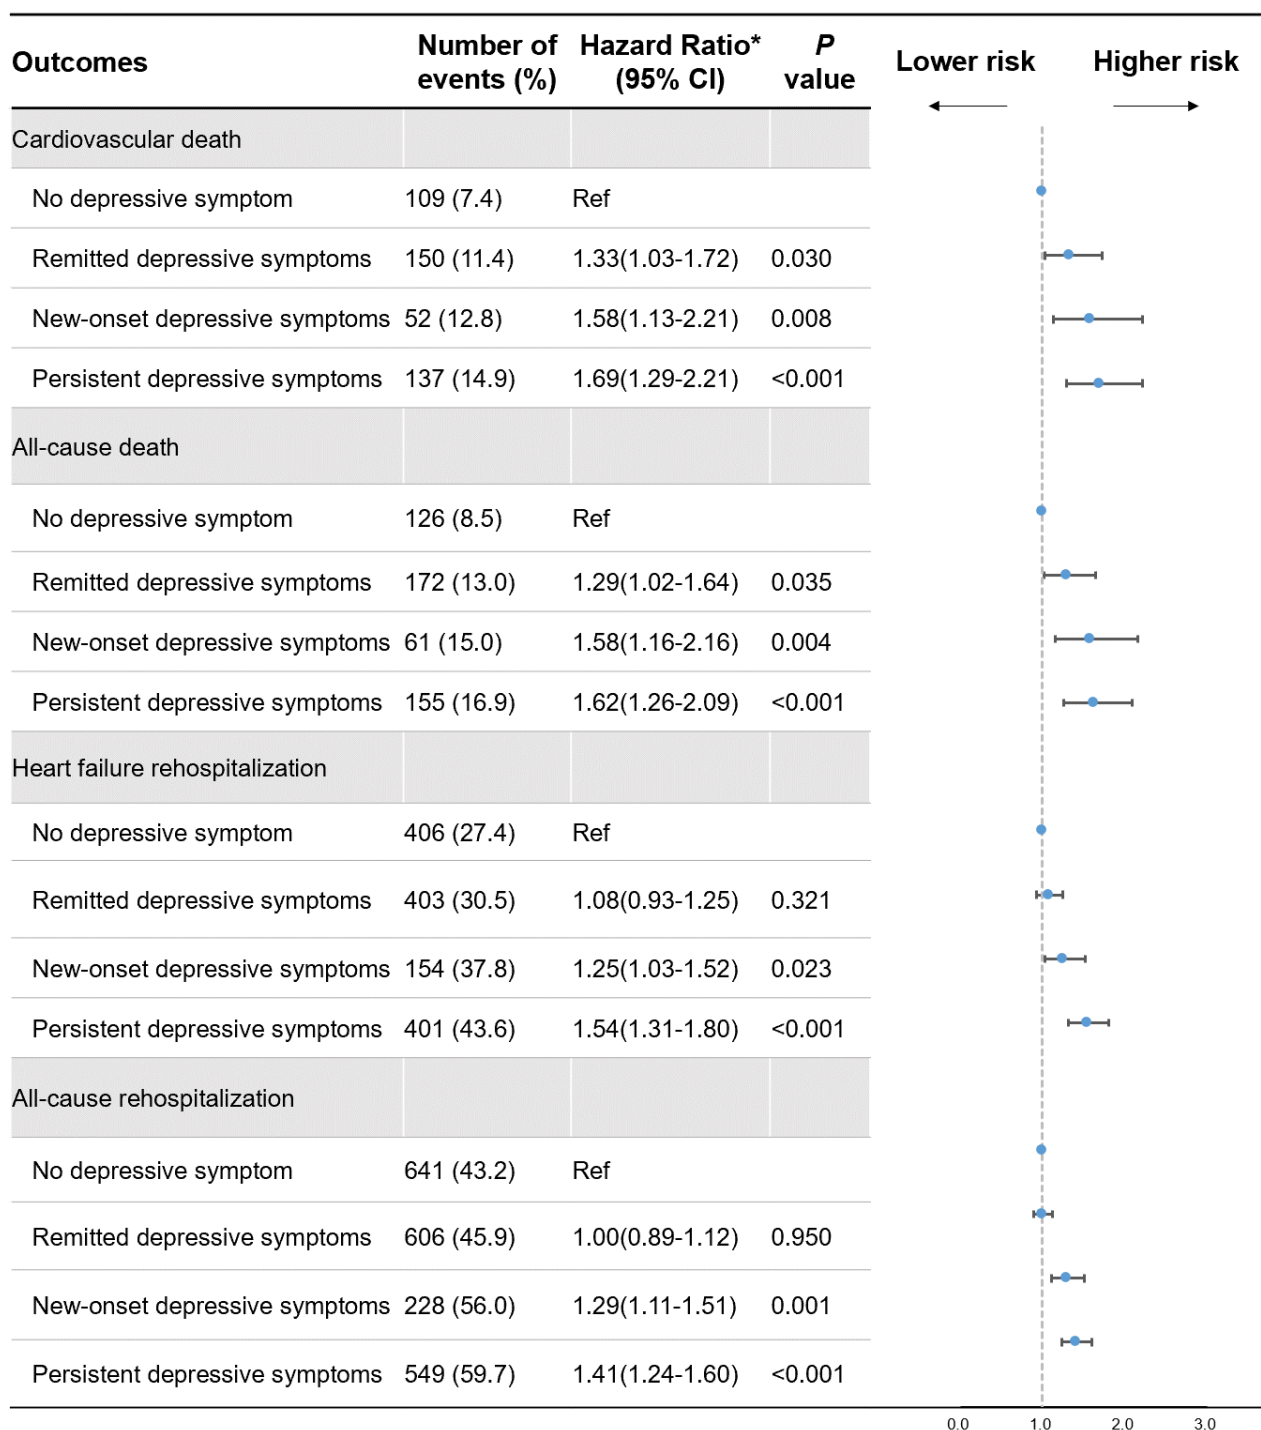 Outcomes Number of events (%) Hazard Ratio* (95% CI) P value Lower risk Higher risk
Cardiovascular death
No depressive symptom 109 (7.4) Ref
Remitted depressive symptoms 150 (11.4) 1.33(1.03-1.72) 0.030
New-onset depressive symptoms 52 (12.8) 1.58(1.13-2.21) 0.008
Persistent depressive symptoms 137 (14.9) 1.69(1.29-2.21) <0.001
All-cause death
No depressive symptom 126 (8.5) Ref
Remitted depressive symptoms 172 (13.0) 1.29(1.02-1.64) 0.035
New-onset depressive symptoms 61 (15.0) 1.58(1.16-2.16) 0.004
Persistent depressive symptoms 155 (16.9) 1.62(1.26-2.09) <0.001
Heart failure rehospitalization
No depressive symptom 406 (27.4) Ref
Remitted depressive symptoms 403 (30.5) 1.08(0.93-1.25) 0.321
New-onset depressive symptoms 154 (37.8) 1.25(1.03-1.52) 0.023
Persistent depressive symptoms 401 (43.6) 1.54(1.31-1.80) <0.001
All-cause rehospitalization
No depressive symptom 641 (43.2) Ref
Remitted depressive symptoms 606 (45.9) 1.00(0.89-1.12) 0.950
New-onset depressive symptoms 228 (56.0) 1.29(1.11-1.51) 0.001
Persistent depressive symptoms 549 (59.7) 1.41(1.24-1.60) <0.001
0.0 1.0 2.0 3.0